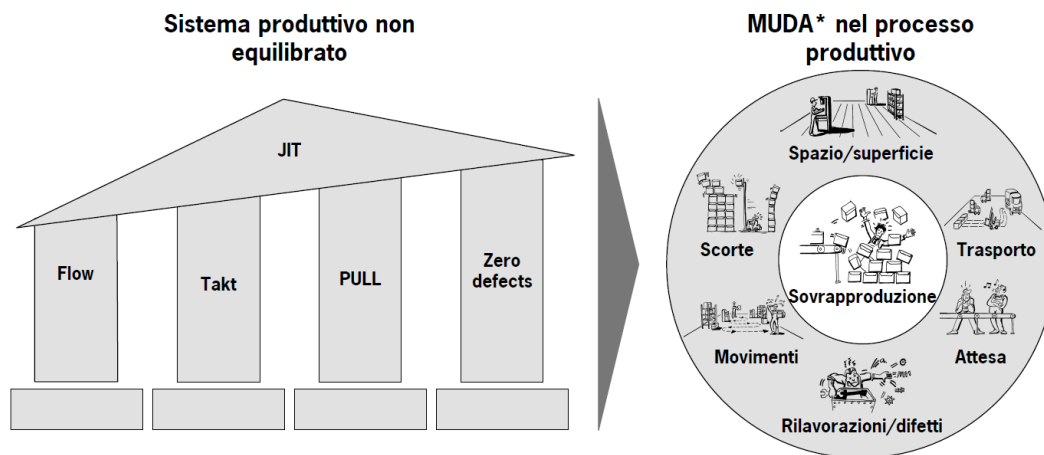 Sistema produttivo non
equilibrato
MUDA* nel processo
produttivo
JIT
Flow
Takt
PULL
Zero
defects
Spazio/superficie
Scorte
Trasporto
Sovrapproduzione
Movimenti
Attesa
Rilavorazioni/difetti